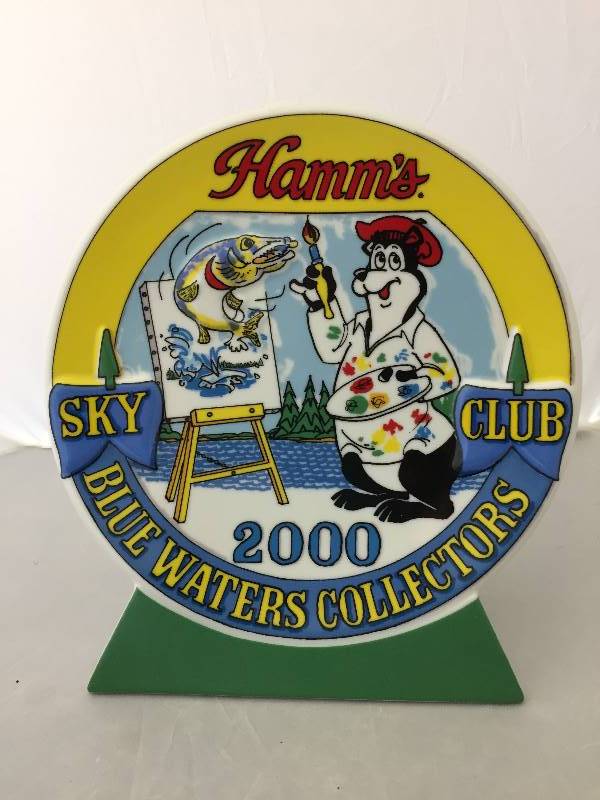 Hamm's
SKY
BLUE WATERS COLLECTORS
CLUB
2000